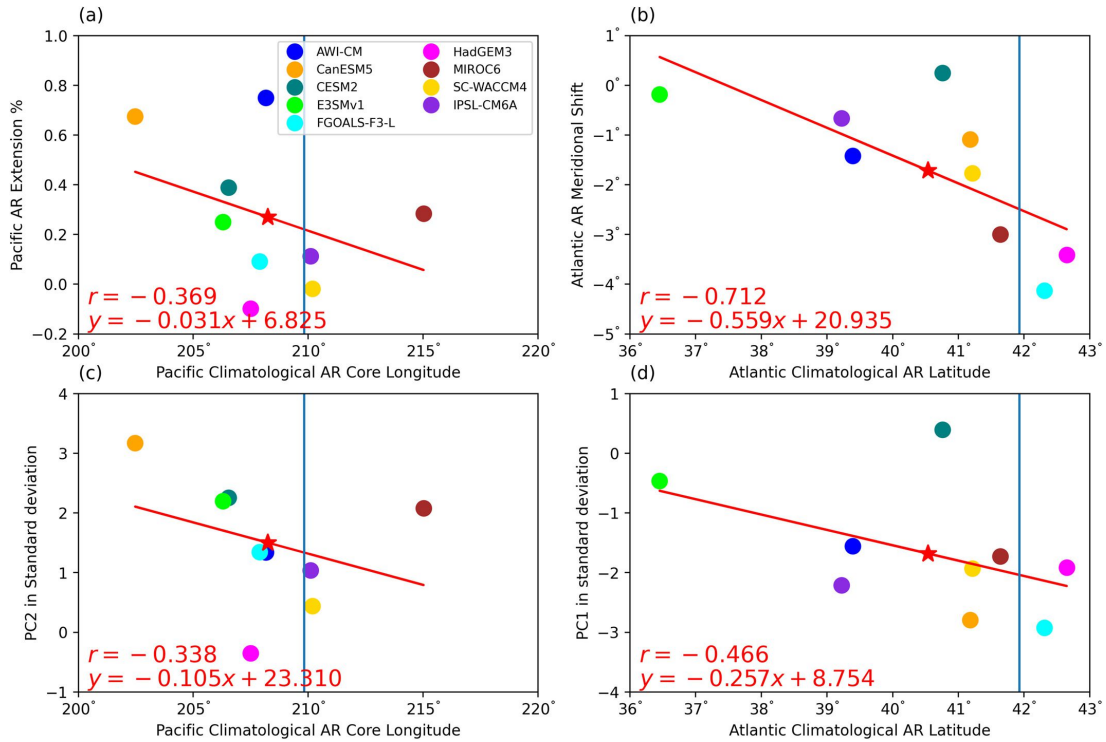 (a)
Pacific AR Extension %
1.0
0.8
0.6
0.4
0.2
0.0
−0.2
AWI-CM
CanESM5
CESM2
E3SMv1
FGOALS-F3-L
HadGEM3
MIROC6
SC-WACCM4
IPSL-CM6A
r = −0.369
y = −0.031x + 6.825
200° 205° 210° 215° 220°
Pacific Climatological AR Core Longitude
(b)
Atlantic AR Meridional Shift
1°
0°
−1°
−2°
−3°
−4°
−5°
r = −0.712
y = −0.559x + 20.935
36° 37° 38° 39° 40° 41° 42° 43°
Atlantic Climatological AR Latitude
(c)
PC2 in Standard deviation
4
3
2
1
0
−1
r = −0.338
y = −0.105x + 23.310
200° 205° 210° 215° 220°
Pacific Climatological AR Core Longitude
(d)
PC1 in standard deviation
1
0
−1
−2
−3
−4
r = −0.466
y = −0.257x + 8.754
36° 37° 38° 39° 40° 41° 42° 43°
Atlantic Climatological AR Latitude